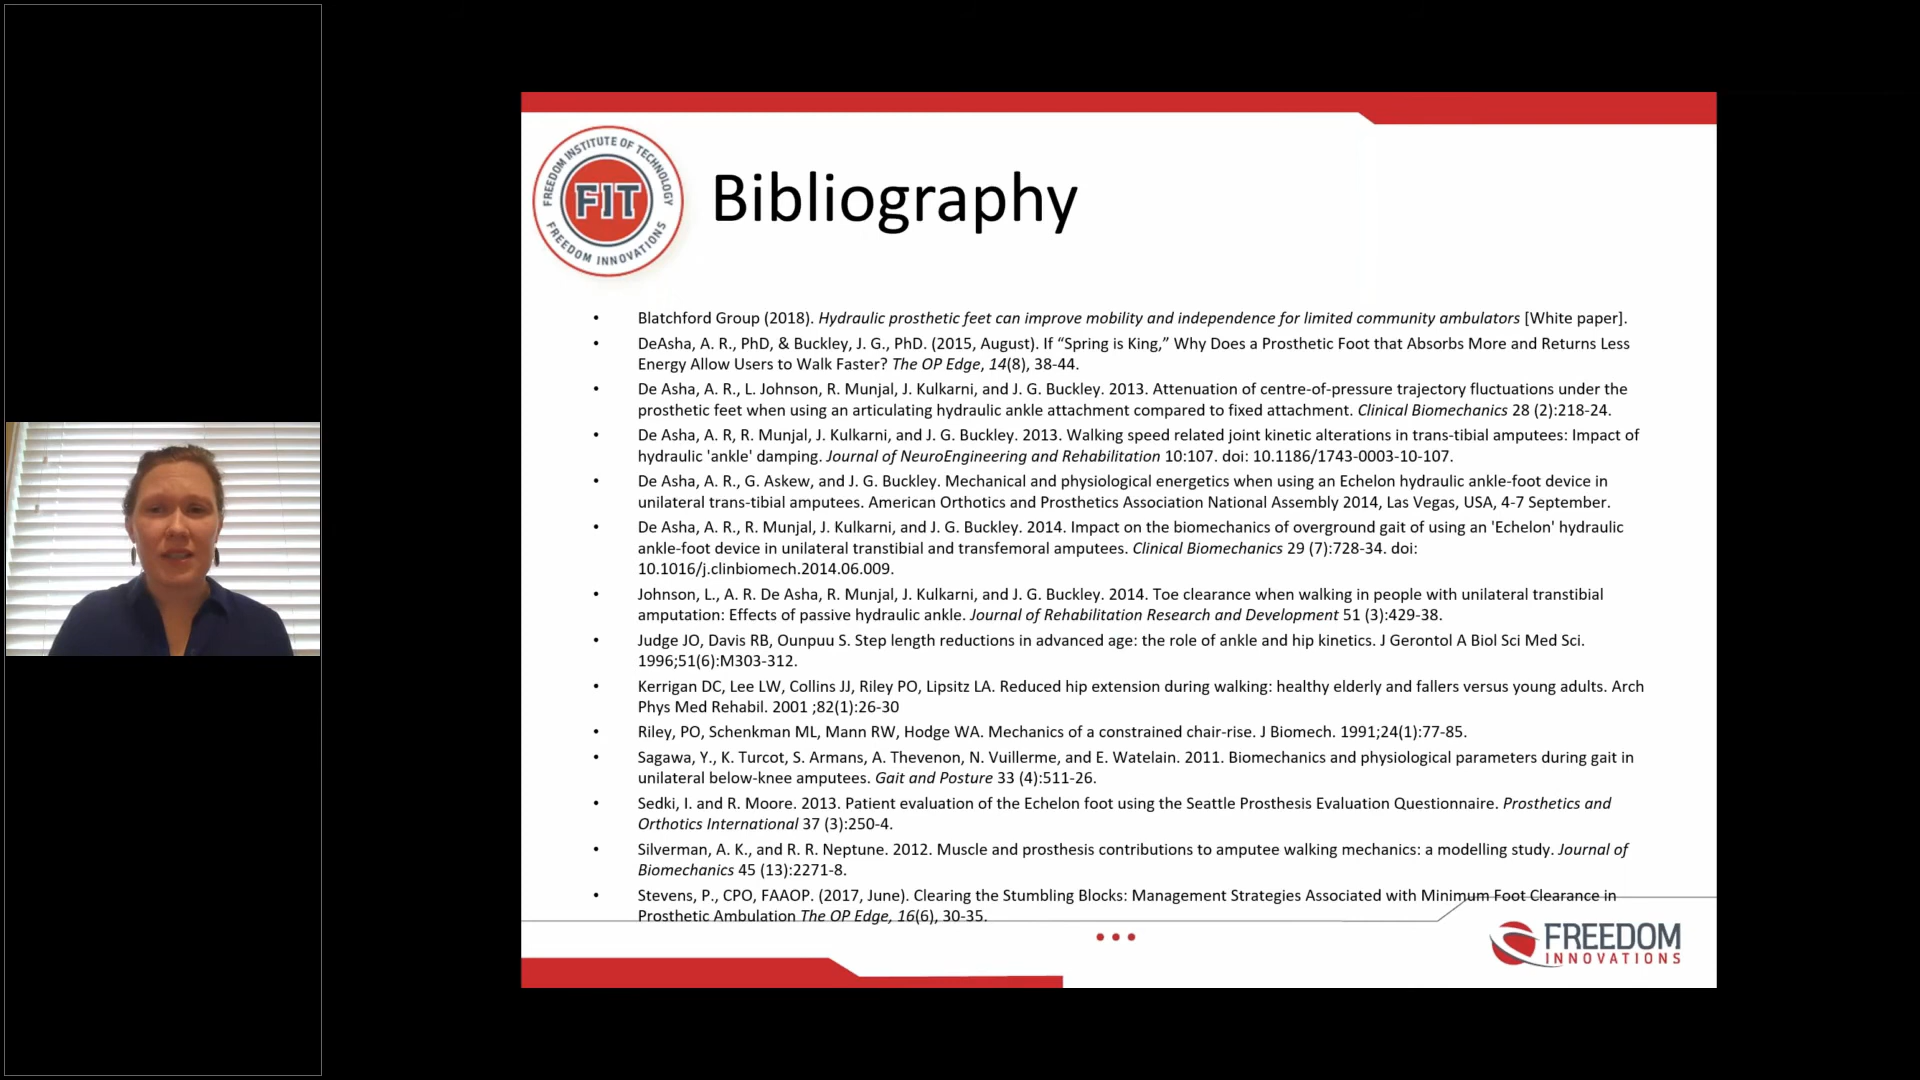 FREEDOM INSTITUTE OF TECHNOLOGY
FIT
FREEDOM INNOVATIONS
Bibliography
• Blatchford Group (2018). Hydraulic prosthetic feet can improve mobility and independence for limited community ambulators [White paper].
• DeAsha, A. R., PhD, & Buckley, J. G., PhD. (2015, August). If “Spring is King,” Why Does a Prosthetic Foot that Absorbs More and Returns Less
Energy Allow Users to Walk Faster? The OP Edge, 14(8), 38-44.
• De Asha, A. R., L. Johnson, R. Munjal, J. Kulkarni, and J. G. Buckley. 2013. Attenuation of centre-of-pressure trajectory fluctuations under the
prosthetic feet when using an articulating hydraulic ankle attachment compared to fixed attachment. Clinical Biomechanics 28 (2):218-24.
• De Asha, A. R, R. Munjal, J. Kulkarni, and J. G. Buckley. 2013. Walking speed related joint kinetic alterations in trans-tibial amputees: Impact of
hydraulic 'ankle' damping. Journal of NeuroEngineering and Rehabilitation 10:107. doi: 10.1186/1743-0003-10-107.
• De Asha, A. R., G. Askew, and J. G. Buckley. Mechanical and physiological energetics when using an Echelon hydraulic ankle-foot device in
unilateral trans-tibial amputees. American Orthotics and Prosthetics Association National Assembly 2014, Las Vegas, USA, 4-7 September.
• De Asha, A. R., R. Munjal, J. Kulkarni, and J. G. Buckley. 2014. Impact on the biomechanics of overground gait of using an 'Echelon' hydraulic
ankle-foot device in unilateral transtibial and transfemoral amputees. Clinical Biomechanics 29 (7):728-34. doi:
10.1016/j.clinbiomech.2014.06.009.
• Johnson, L., A. R. De Asha, R. Munjal, J. Kulkarni, and J. G. Buckley. 2014. Toe clearance when walking in people with unilateral transtibial
amputation: Effects of passive hydraulic ankle. Journal of Rehabilitation Research and Development 51 (3):429-38.
• Judge JO, Davis RB, Ounpuu S. Step length reductions in advanced age: the role of ankle and hip kinetics. J Gerontol A Biol Sci Med Sci.
1996;51(6):M303-312.
• Kerrigan DC, Lee LW, Collins JJ, Riley PO, Lipsitz LA. Reduced hip extension during walking: healthy elderly and fallers versus young adults. Arch
Phys Med Rehabil. 2001 ;82(1):26-30
• Riley, PO, Schenkman ML, Mann RW, Hodge WA. Mechanics of a constrained chair-rise. J Biomech. 1991;24(1):77-85.
• Sagawa, Y., K. Turcot, S. Armans, A. Thevenon, N. Vuillerme, and E. Watelain. 2011. Biomechanics and physiological parameters during gait in
unilateral below-knee amputees. Gait and Posture 33 (4):511-26.
• Sedki, I. and R. Moore. 2013. Patient evaluation of the Echelon foot using the Seattle Prosthesis Evaluation Questionnaire. Prosthetics and
Orthotics International 37 (3):250-4.
• Silverman, A. K., and R. R. Neptune. 2012. Muscle and prosthesis contributions to amputee walking mechanics: a modelling study. Journal of
Biomechanics 45 (13):2271-8.
• Stevens, P., CPO, FAAOP. (2017, June). Clearing the Stumbling Blocks: Management Strategies Associated with Minimum Foot Clearance in
Prosthetic Ambulation The OP Edge, 16(6), 30-35.
FREEDOM
INNOVATIONS